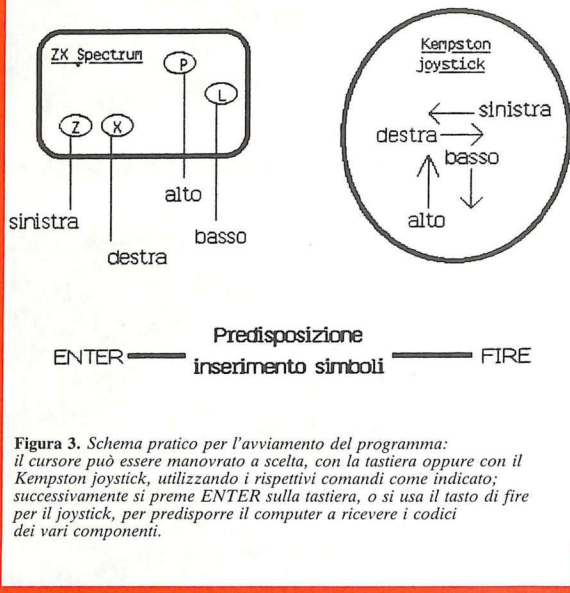 ZX Spectrum
P
L
Z
X
alto
sinistra
basso
destra
Kempston
joystick
sinistra
destra
basso
alto
Predisposizione
ENTER
inserimento simboli
FIRE
Figura 3. Schema pratico per l'avviamento del programma:
il cursore può essere manovrato a scelta, con la tastiera oppure con il
Kempston joystick, utilizzando i rispettivi comandi come indicato;
successivamente si preme ENTER sulla tastiera, o si usa il tasto di fire
per il joystick, per predisporre il computer a ricevere i codici
dei vari componenti.